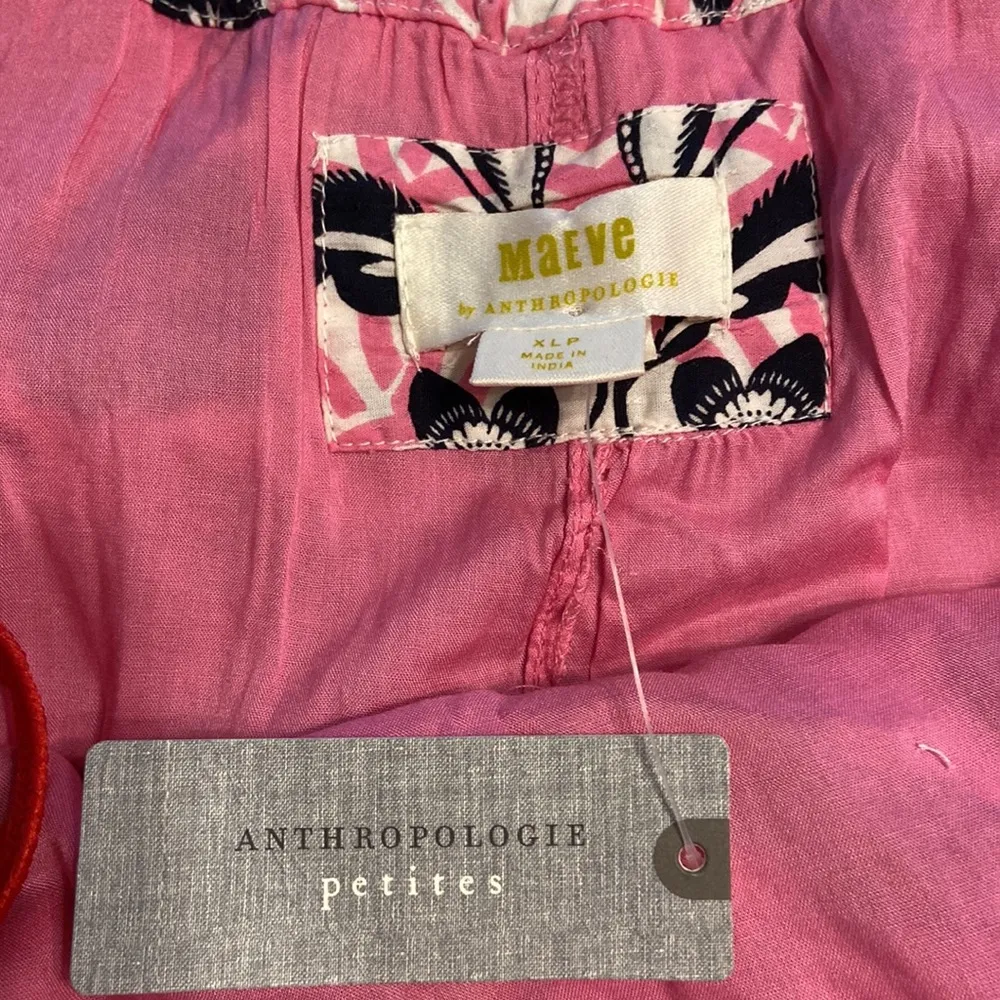 MaEVe
by ANTHROPOLOGIE
XLP
MADE IN
INDIA
ANTHROPOLOGIE
petites